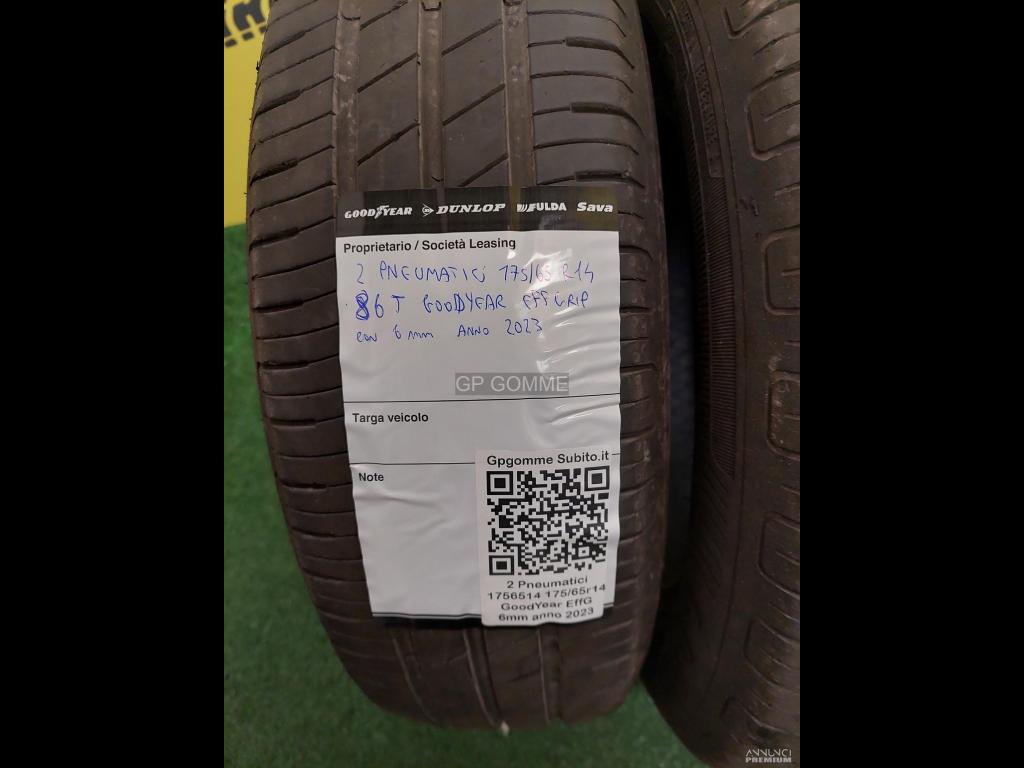 GOODYEAR DUNLOP FULDA Sava
Proprietario / Società Leasing
2 PNEUMATICI 175/65 R14
86 T GOODYEAR EFFGRIP
CON 6 mm ANNO 2023
GP GOMME
Targa veicolo
Note
Gpgomme Subito.it
2 Pneumatici
1756514 175/65r14
GoodYear EffG
6mm anno 2023
ANNUNCI
PREMIUM